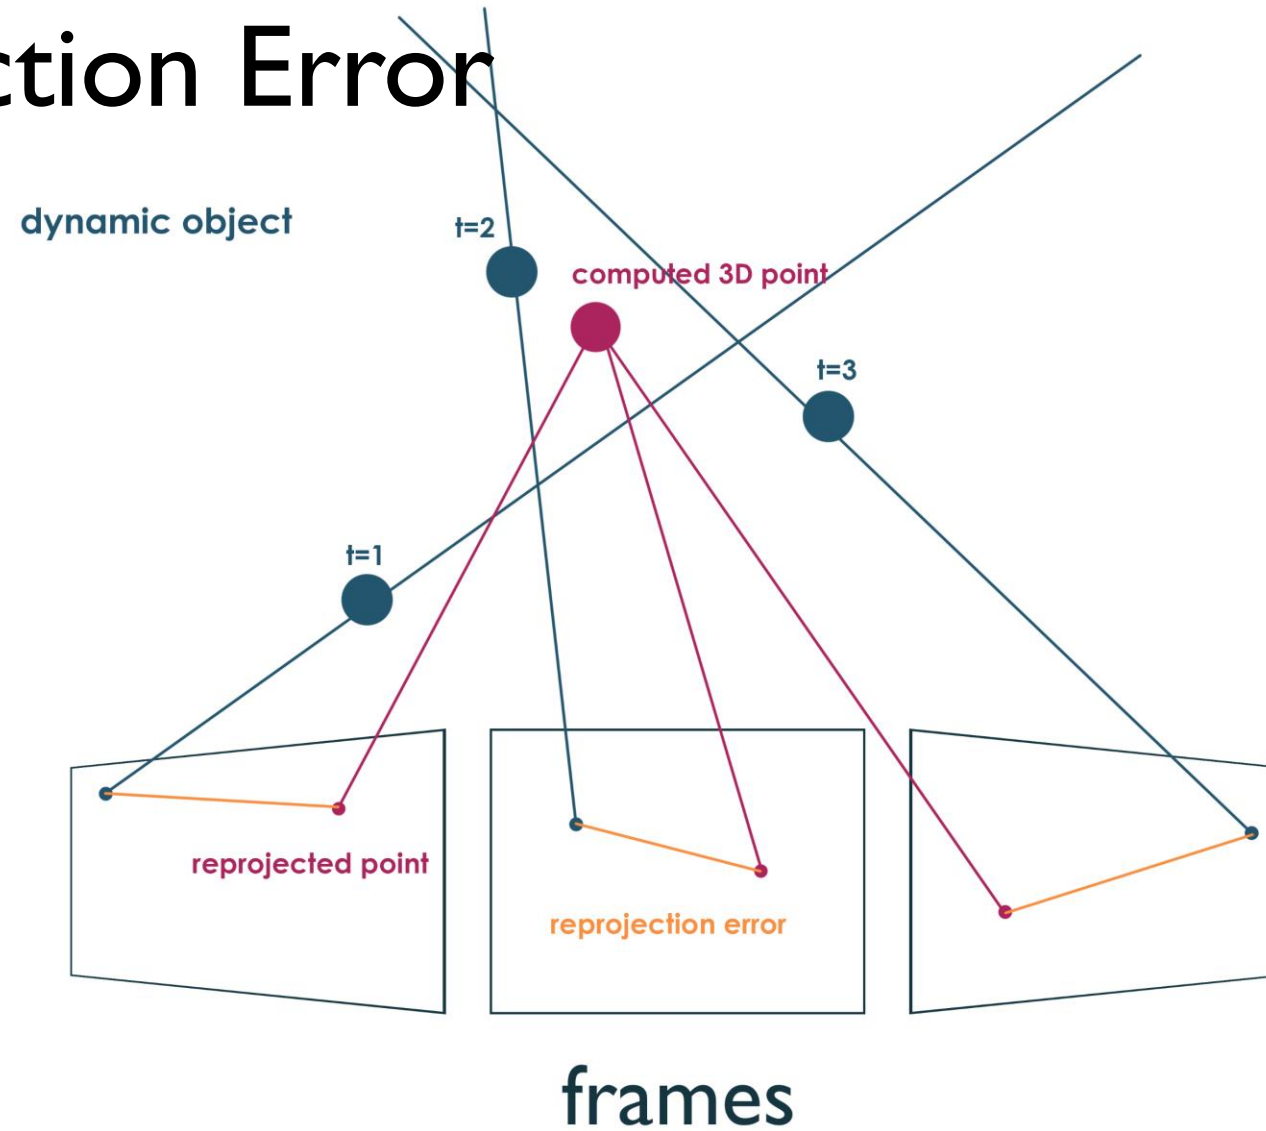 ction Error
dynamic object
t=2
computed 3D point
t=3
t=1
reprojected point
reprojection error
frames